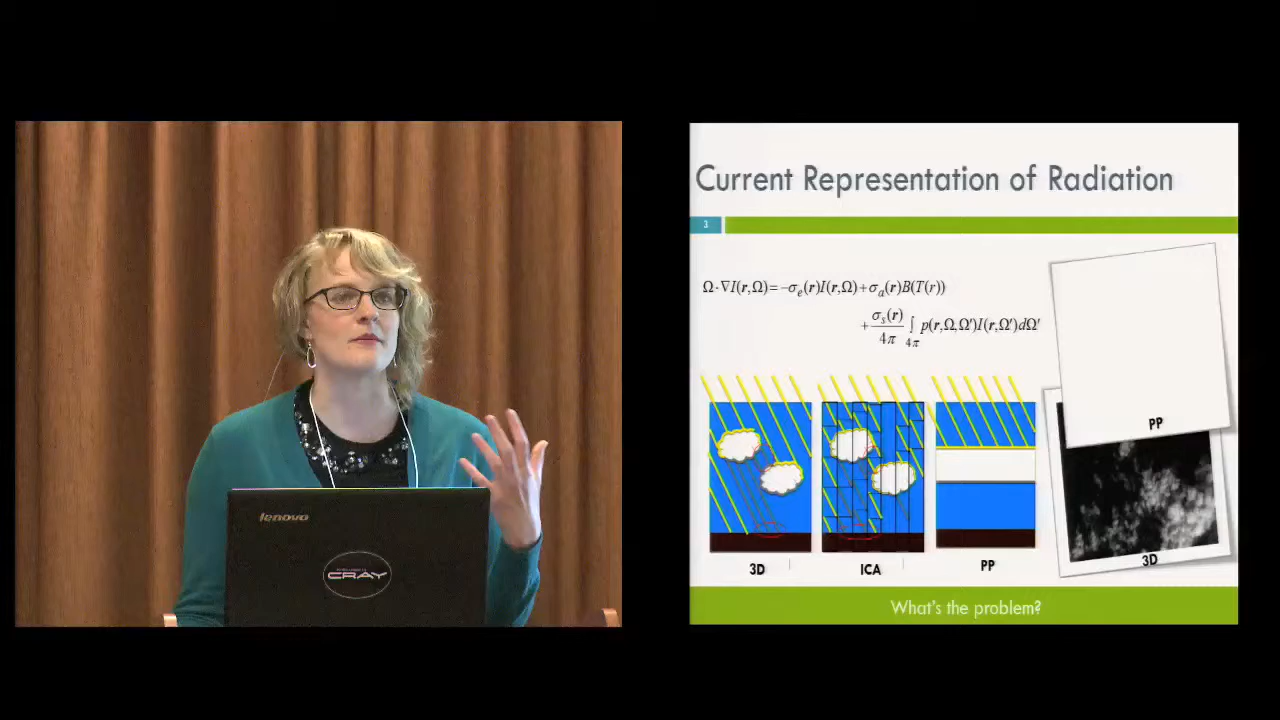 lenovo
CRAY
Current Representation of Radiation
3
Ω·∇I(r,Ω)=−σₑ(r)I(r,Ω)+σₐ(r)B(T(r))
+ σₛ(r)/4π ∫4π p(r,Ω,Ω′)I(r,Ω′)dΩ′
PP
3D
ICA
PP
3D
What's the problem?